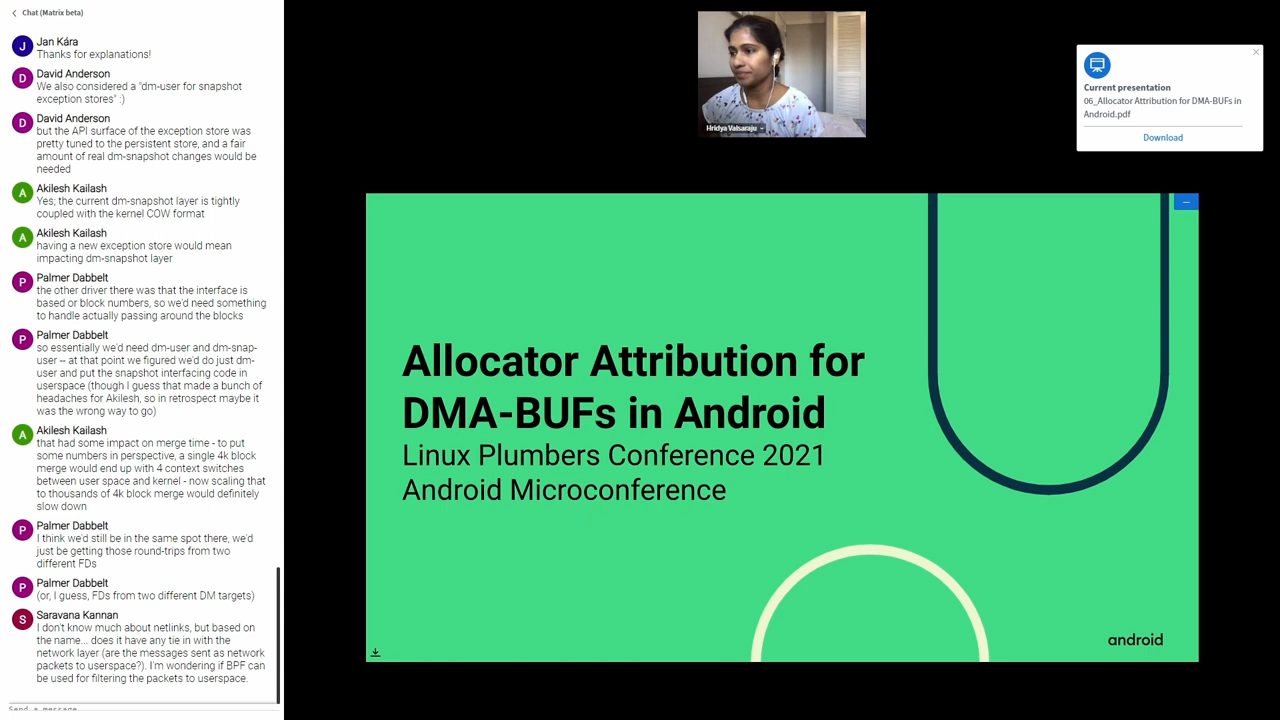 Chat (Matrix beta)
J
Jan Kára
Thanks for explanations!
D
David Anderson
We also considered a "dm-user for snapshot
exception stores" :)
D
David Anderson
but the API surface of the exception store was
pretty tuned to the persistent store, and a fair
amount of real dm-snapshot changes would be
needed
A
Akilesh Kailash
Yes; the current dm-snapshot layer is tightly
coupled with the kernel COW format
A
Akilesh Kailash
having a new exception store would mean
impacting dm-snapshot layer
P
Palmer Dabbelt
the other driver there was that the interface is
based or block numbers, so we'd need something
to handle actually passing around the blocks
P
Palmer Dabbelt
so essentially we'd need dm-user and dm-snap-
user -- at that point we figured we'd do just dm-
user and put the snapshot interfacing code in
userspace (though I guess that made a bunch of
headaches for Akilesh, so in retrospect maybe it
was the wrong way to go)
A
Akilesh Kailash
that had some impact on merge time - to put
some numbers in perspective, a single 4k block
merge would end up with 4 context switches
between user space and kernel - now scaling that
to thousands of 4k block merge would definitely
slow down
P
Palmer Dabbelt
I think we'd still be in the same spot there, we'd
just be getting those round-trips from two
different FDs
P
Palmer Dabbelt
(or, I guess, FDs from two different DM targets)
S
Saravana Kannan
I don't know much about netlinks, but based on
the name... does it have any tie in with the
network layer (are the messages sent as network
packets to userspace?). I'm wondering if BPF can
be used for filtering the packets to userspace.
Send a message
Hridya Valsaraju
Current presentation
06_Allocator Attribution for DMA-BUFs in
Android.pdf
Download
Allocator Attribution for
DMA-BUFs in Android
Linux Plumbers Conference 2021
Android Microconference
android